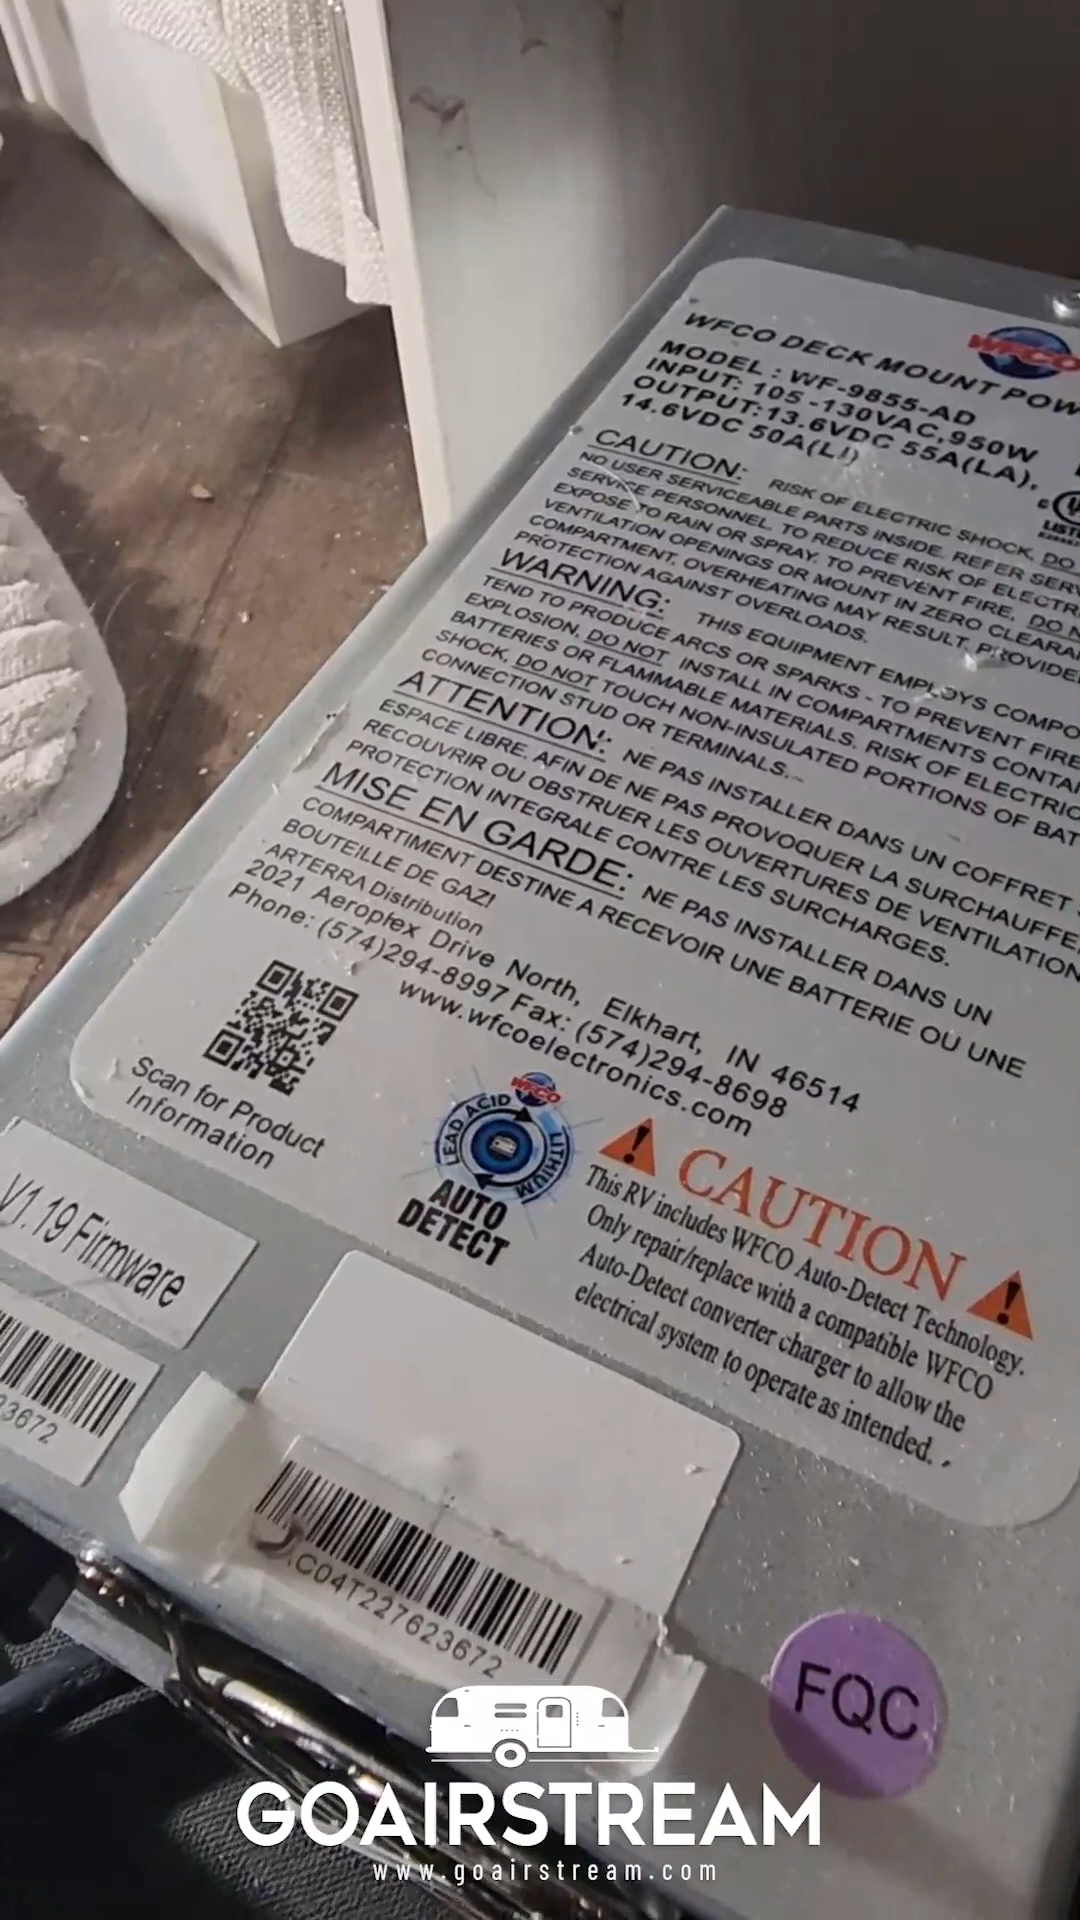 WFCO
WFCO DECK MOUNT POW
MODEL : WF-9855-AD
INPUT: 105-130VAC,950W
OUTPUT:13.6VDC 55A(LA),
14.6VDC 50A(LI)
LIST
CAUTION: RISK OF ELECTRIC SHOCK, DO
NO USER SERVICEABLE PARTS INSIDE. REFER SERV
SERVICE PERSONNEL. TO REDUCE RISK OF ELECTR
EXPOSE TO RAIN OR SPRAY. TO PREVENT FIRE, DO N
VENTILATION OPENINGS OR MOUNT IN ZERO CLEARA
COMPARTMENT, OVERHEATING MAY RESULT, PROVIDE
PROTECTION AGAINST OVERLOADS.
WARNING: THIS EQUIPMENT EMPLOYS COMPO
TEND TO PRODUCE ARCS OR SPARKS - TO PREVENT FIRE
EXPLOSION, DO NOT INSTALL IN COMPARTMENTS CONTAI
BATTERIES OR FLAMMABLE MATERIALS. RISK OF ELECTRIC
SHOCK, DO NOT TOUCH NON-INSULATED PORTIONS OF BAT
CONNECTION STUD OR TERMINALS.
ATTENTION: NE PAS INSTALLER DANS UN COFFRET
ESPACE LIBRE. AFIN DE NE PAS PROVOQUER LA SURCHAUFFE,
RECOUVRIR OU OBSTRUER LES OUVERTURES DE VENTILATION
PROTECTION INTEGRALE CONTRE LES SURCHARGES.
MISE EN GARDE: NE PAS INSTALLER DANS UN
COMPARTIMENT DESTINE A RECEVOIR UNE BATTERIE OU UNE
BOUTEILLE DE GAZ!
ARTERRA Distribution
2021 Aeroplex Drive North, Elkhart, IN 46514
Phone: (574)294-8997 Fax: (574)294-8698
www.wfcoelectronics.com
Scan for Product
Information
WFCO
LEAD ACID
LITHIUM
AUTO
DETECT
! CAUTION !
This RV includes WFCO Auto-Detect Technology.
Only repair/replace with a compatible WFCO
Auto-Detect converter charger to allow the
electrical system to operate as intended.
V1.19 Firmware
23672
C04T227623672
FQC
GOAIRSTREAM
www.goairstream.com